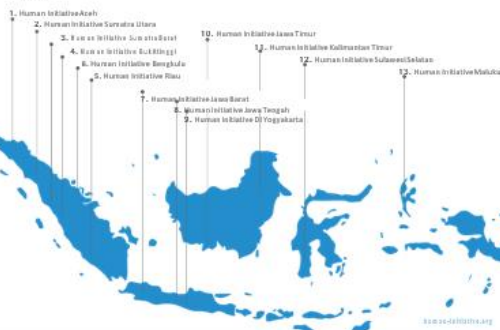 1. Human Initiative Aceh
2. Human Initiative Sumatra Utara
3. Human Initiative Sumatra Barat
4. Human Initiative Bukittinggi
6. Human Initiative Bengkulu
5. Human Initiative Riau
7. Human Initiative Jawa Barat
8. Human Initiative Jawa Tengah
9. Human Initiative DI Yogyakarta
10. Human Initiative Jawa Timur
11. Human Initiative Kalimantan Timur
12. Human Initiative Sulawesi Selatan
13. Human Initiative Maluku
human-initiative.org